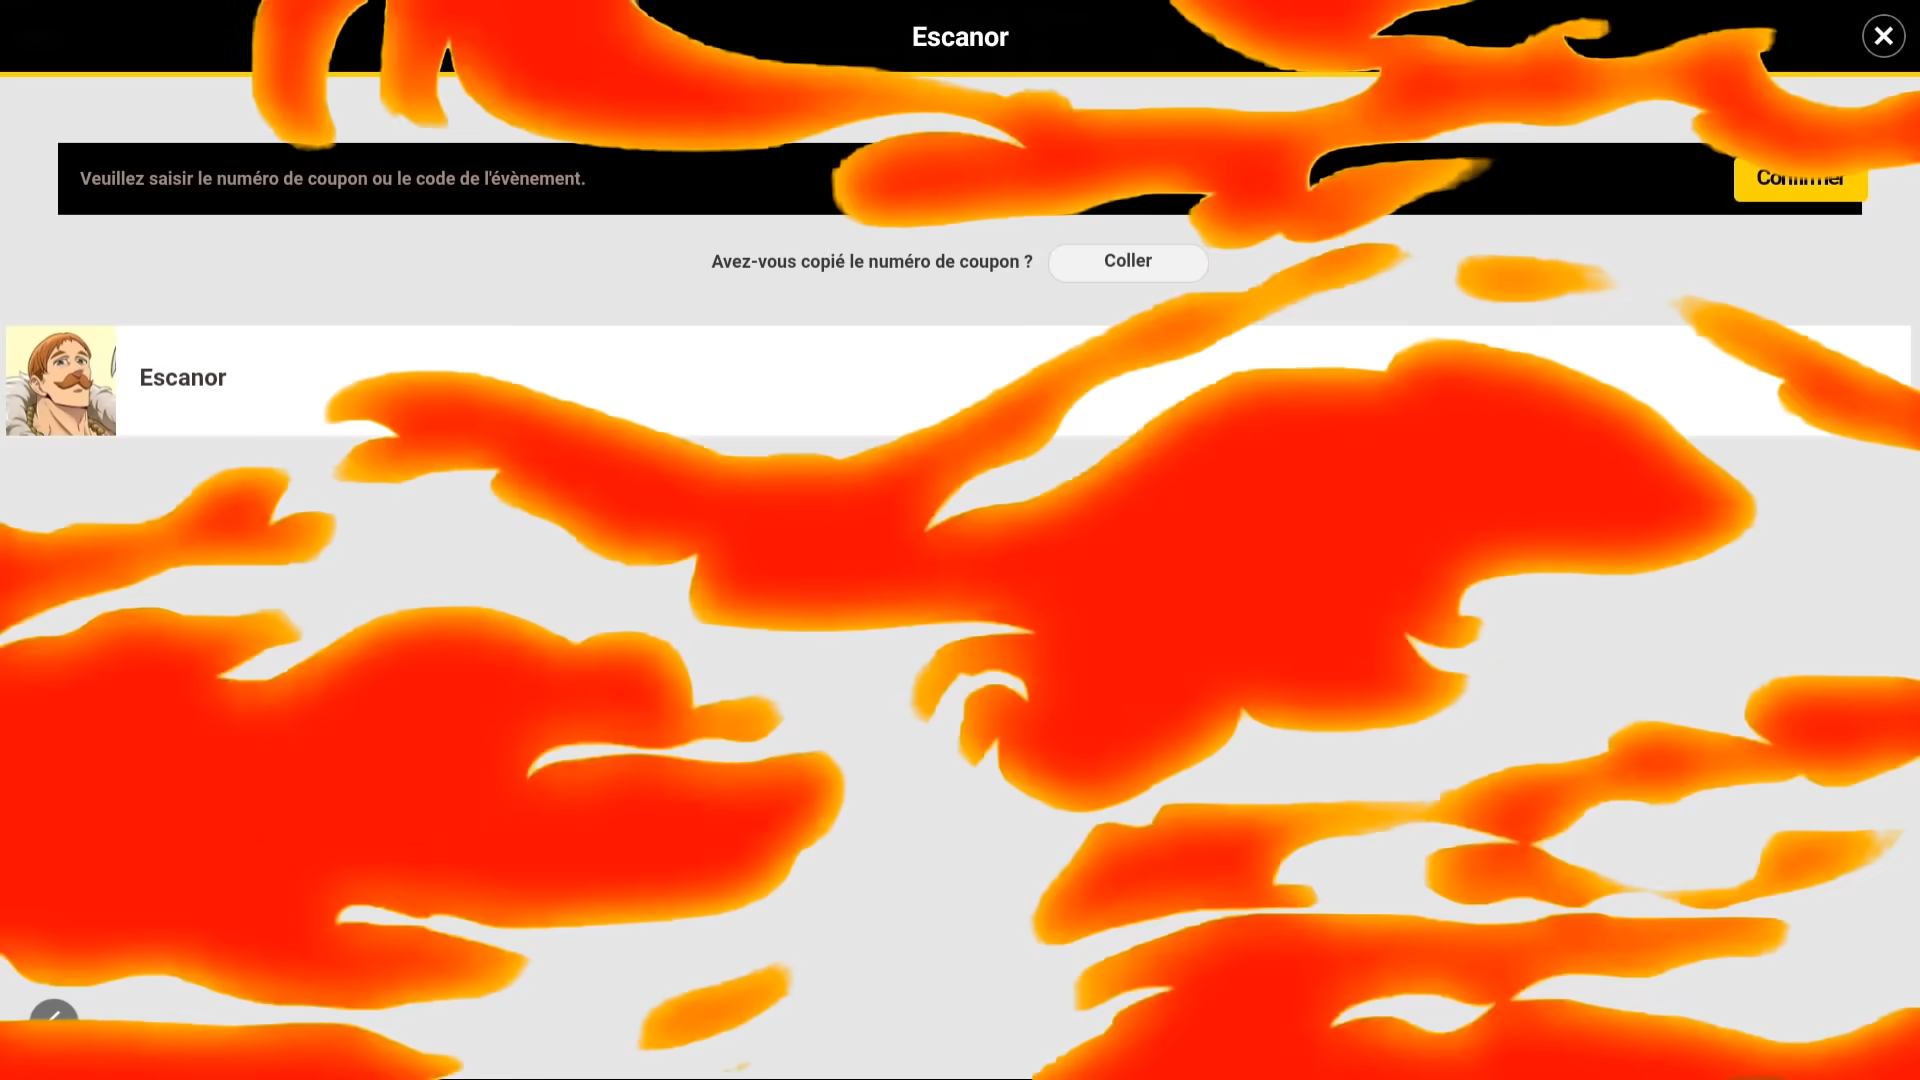 Escanor
Veuillez saisir le numéro de coupon ou le code de l'évènement.
Confirmer
Avez-vous copié le numéro de coupon ?
Coller
Escanor